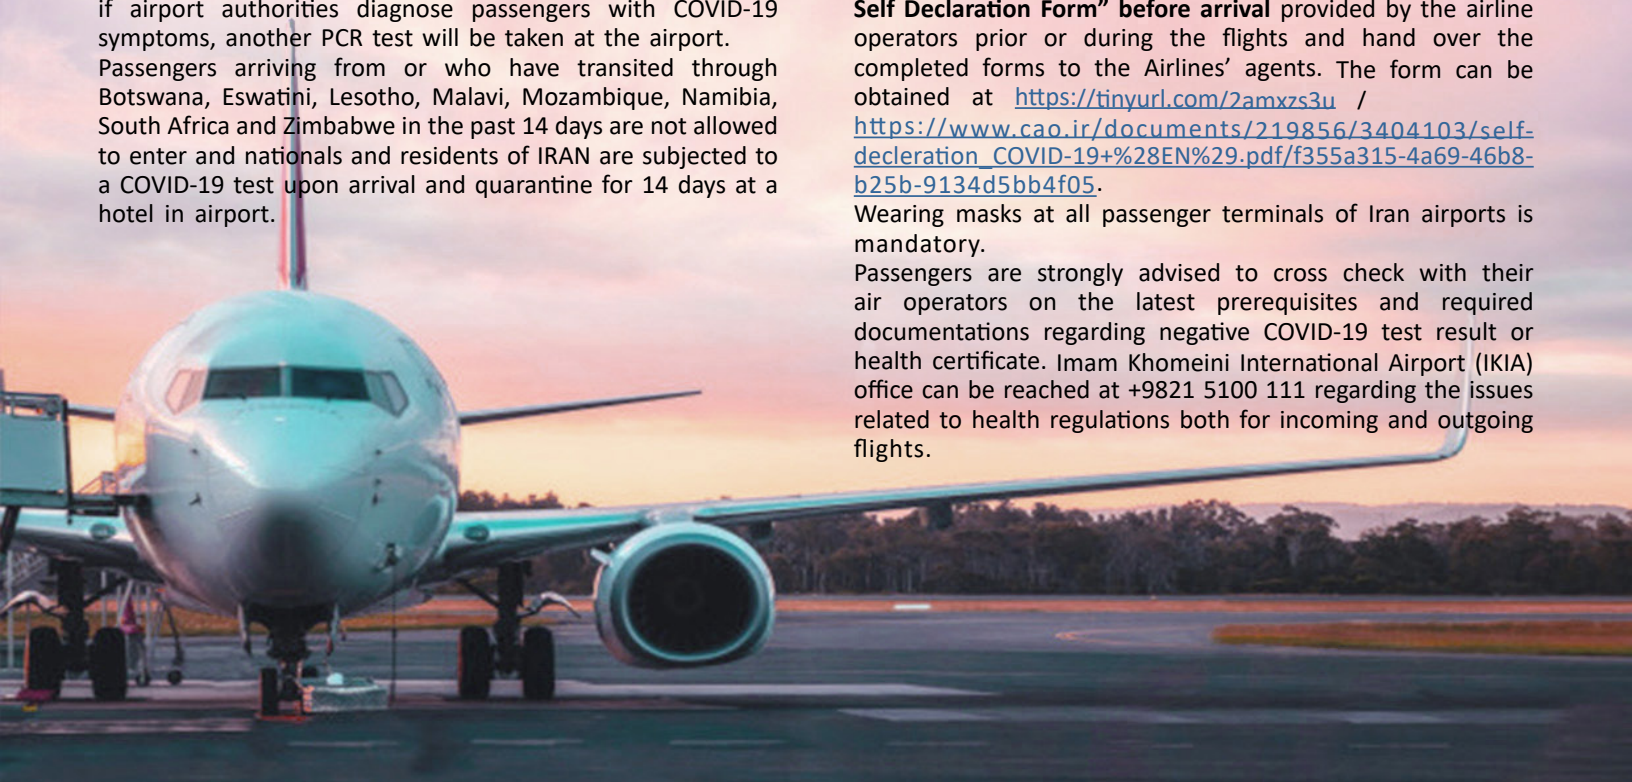 if airport authorities diagnose passengers with COVID-19
symptoms, another PCR test will be taken at the airport.
Passengers arriving from or who have transited through
Botswana, Eswatini, Lesotho, Malavi, Mozambique, Namibia,
South Africa and Zimbabwe in the past 14 days are not allowed
to enter and nationals and residents of IRAN are subjected to
a COVID-19 test upon arrival and quarantine for 14 days at a
hotel in airport.
Self Declaration Form” before arrival provided by the airline
operators prior or during the flights and hand over the
completed forms to the Airlines’ agents. The form can be
obtained at https://tinyurl.com/2amxzs3u /
https://www.cao.ir/documents/219856/3404103/self-
decleration_COVID-19+%28EN%29.pdf/f355a315-4a69-46b8-
b25b-9134d5bb4f05.
Wearing masks at all passenger terminals of Iran airports is
mandatory.
Passengers are strongly advised to cross check with their
air operators on the latest prerequisites and required
documentations regarding negative COVID-19 test result or
health certificate. Imam Khomeini International Airport (IKIA)
office can be reached at +9821 5100 111 regarding the issues
related to health regulations both for incoming and outgoing
flights.